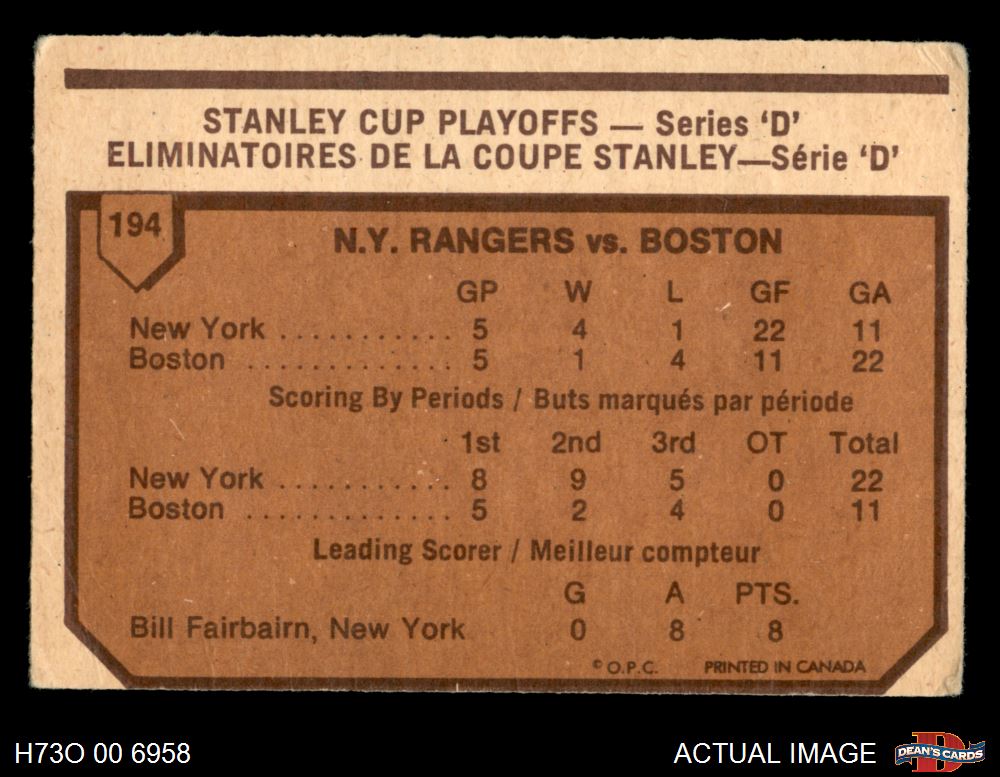 STANLEY CUP PLAYOFFS — Series ‘D’
ELIMINATOIRES DE LA COUPE STANLEY—Série ‘D’
194
N.Y. RANGERS vs. BOSTON
GP W L GF GA
New York ............ 5 4 1 22 11
Boston .............. 5 1 4 11 22
Scoring By Periods / Buts marqués par période
1st 2nd 3rd OT Total
New York ............ 8 9 5 0 22
Boston .............. 5 2 4 0 11
Leading Scorer / Meilleur compteur
G A PTS.
Bill Fairbairn, New York 0 8 8
© O.P.C. PRINTED IN CANADA
H73O 00 6958
ACTUAL IMAGE
D
DEAN'S CARDS